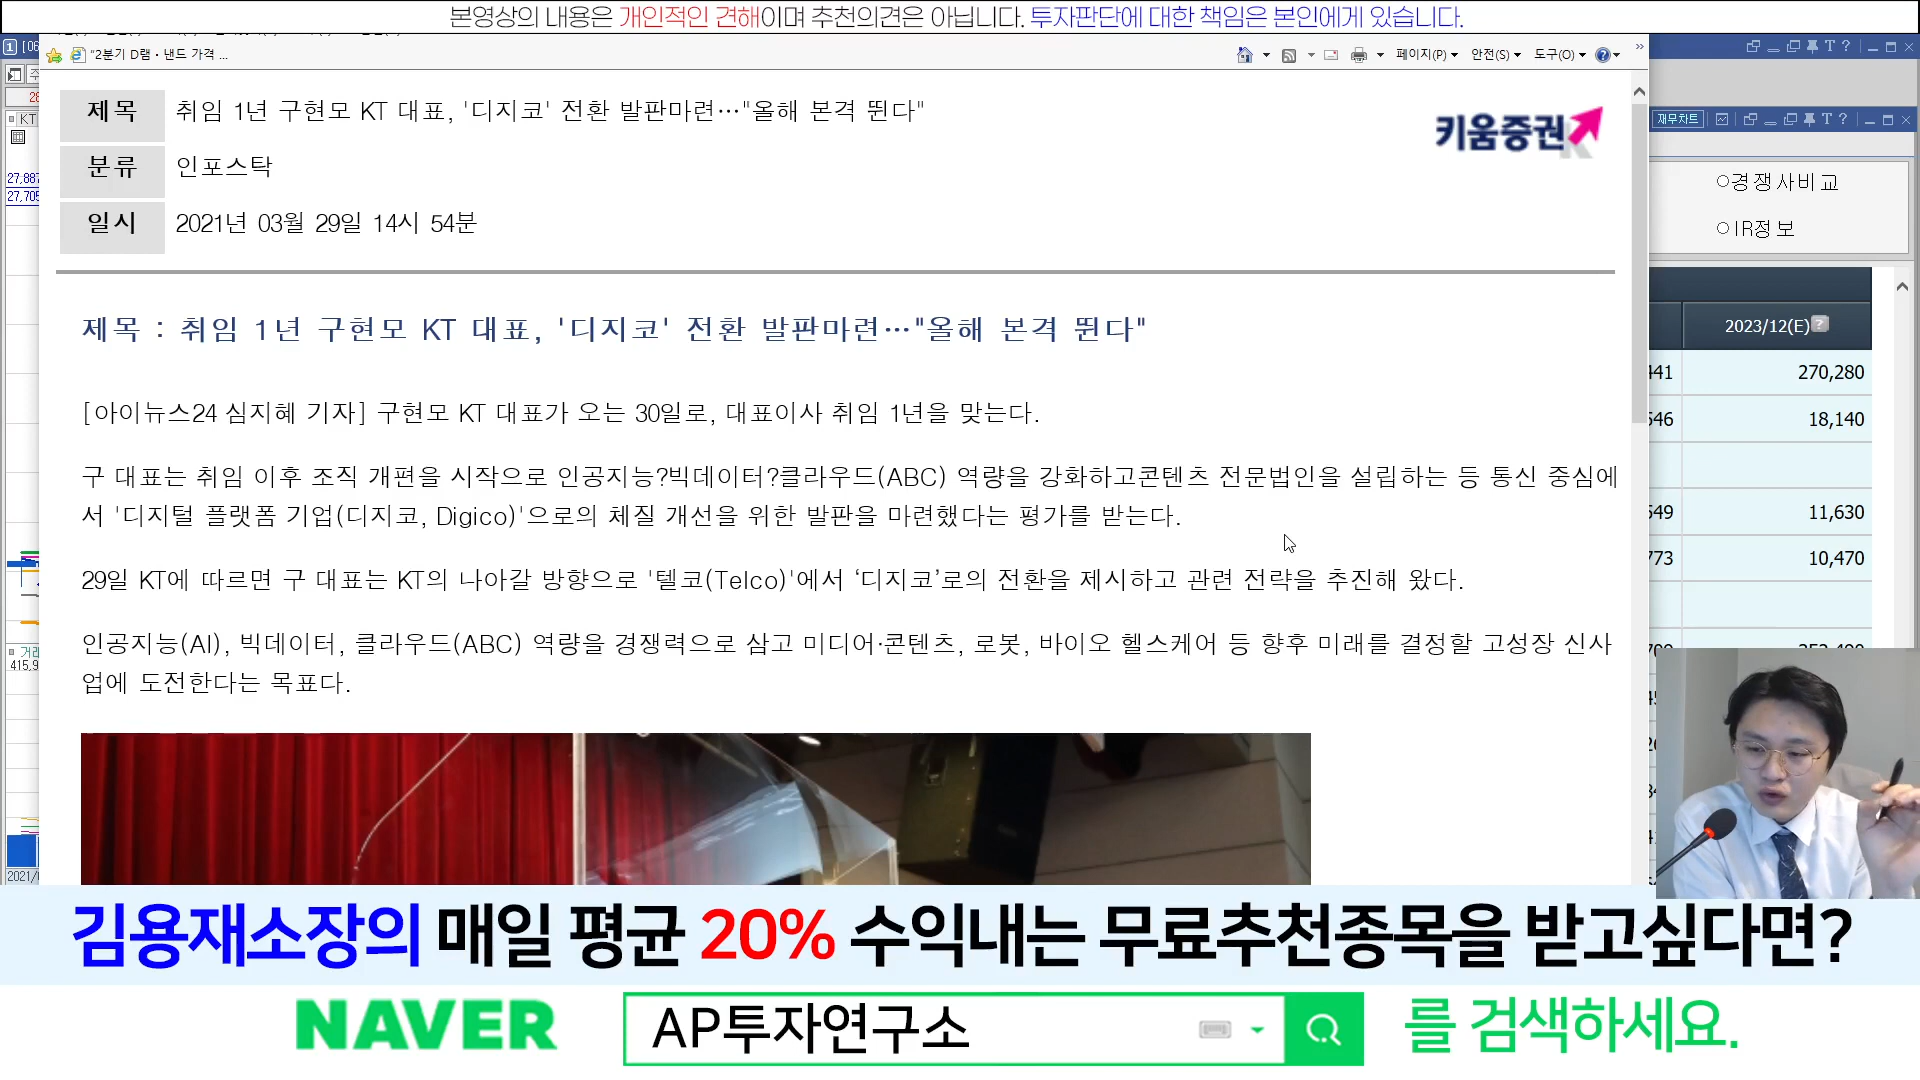 본영상의 내용은 개인적인 견해이며 추천의견은 아닙니다. 투자판단에 대한 책임은 본인에게 있습니다.
"2분기 D램·낸드 가격 ...
페이지(P)
안전(S)
도구(O)
제목 취임 1년 구현모 KT 대표, '디지코' 전환 발판마련…"올해 본격 뛴다"
분류 인포스탁
일시 2021년 03월 29일 14시 54분
키움증권
제목 : 취임 1년 구현모 KT 대표, '디지코' 전환 발판마련…"올해 본격 뛴다"
[아이뉴스24 심지혜 기자] 구현모 KT 대표가 오는 30일로, 대표이사 취임 1년을 맞는다.
구 대표는 취임 이후 조직 개편을 시작으로 인공지능?빅데이터?클라우드(ABC) 역량을 강화하고콘텐츠 전문법인을 설립하는 등 통신 중심에
서 '디지털 플랫폼 기업(디지코, Digico)'으로의 체질 개선을 위한 발판을 마련했다는 평가를 받는다.
29일 KT에 따르면 구 대표는 KT의 나아갈 방향으로 '텔코(Telco)'에서 ‘디지코’로의 전환을 제시하고 관련 전략을 추진해 왔다.
인공지능(AI), 빅데이터, 클라우드(ABC) 역량을 경쟁력으로 삼고 미디어·콘텐츠, 로봇, 바이오 헬스케어 등 향후 미래를 결정할 고성장 신사
업에 도전한다는 목표다.
KT
27,887
27,705
415,9
재무차트
경쟁사비교
IR정보
2023/12(E)
441 270,280
546 18,140
549 11,630
773 10,470
김용재소장의 매일 평균 20% 수익내는 무료추천종목을 받고싶다면?
NAVER AP투자연구소 를 검색하세요.